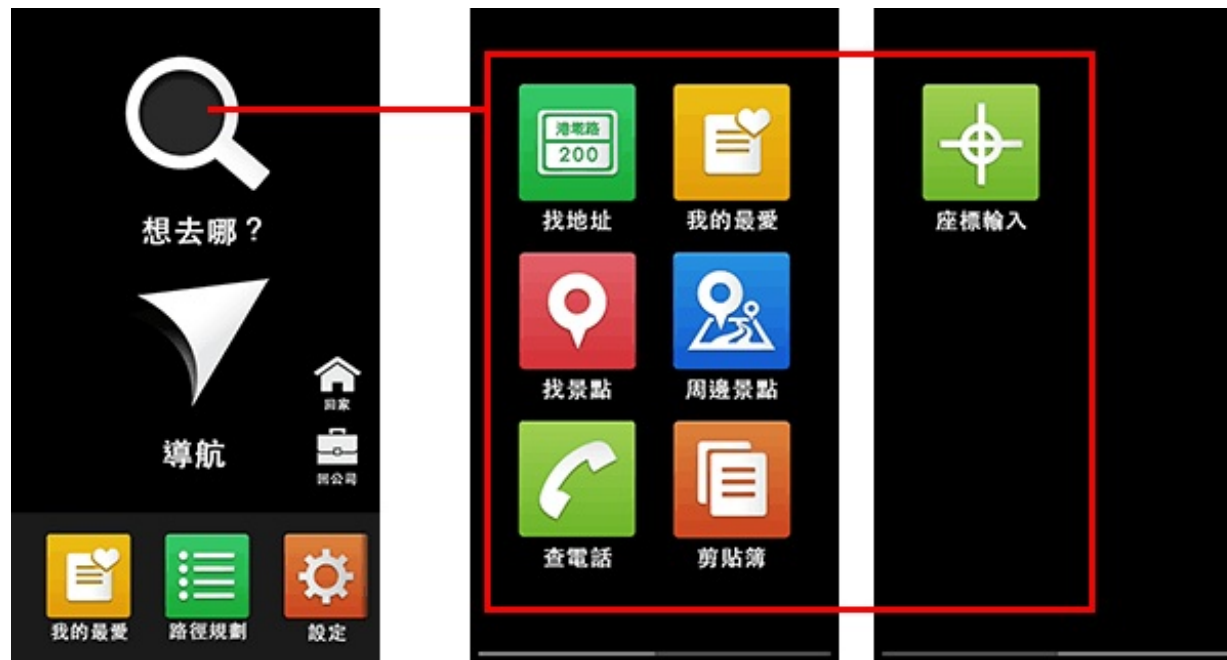 想去哪？
導航
回家
回公司
我的最愛
路徑規劃
設定
港墘路
200
找地址
我的最愛
找景點
周邊景點
查電話
剪貼簿
座標輸入